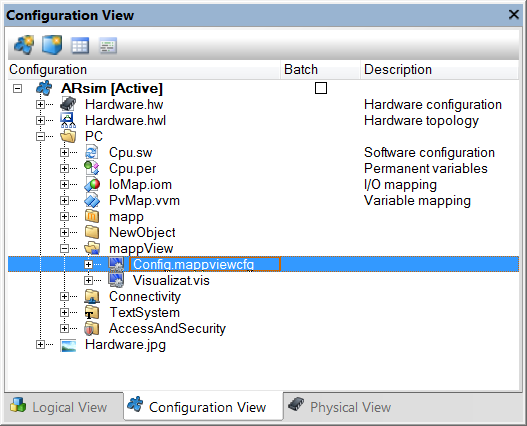 Configuration View
Configuration Batch Description
ARsim [Active]
Hardware.hw Hardware configuration
Hardware.hwl Hardware topology
PC
Cpu.sw Software configuration
Cpu.per Permanent variables
IoMap.iom I/O mapping
PvMap.vvm Variable mapping
mapp
NewObject
mappView
Config.mappviewcfg
Visualizat.vis
Connectivity
TextSystem
AccessAndSecurity
Hardware.jpg
Logical View Configuration View Physical View